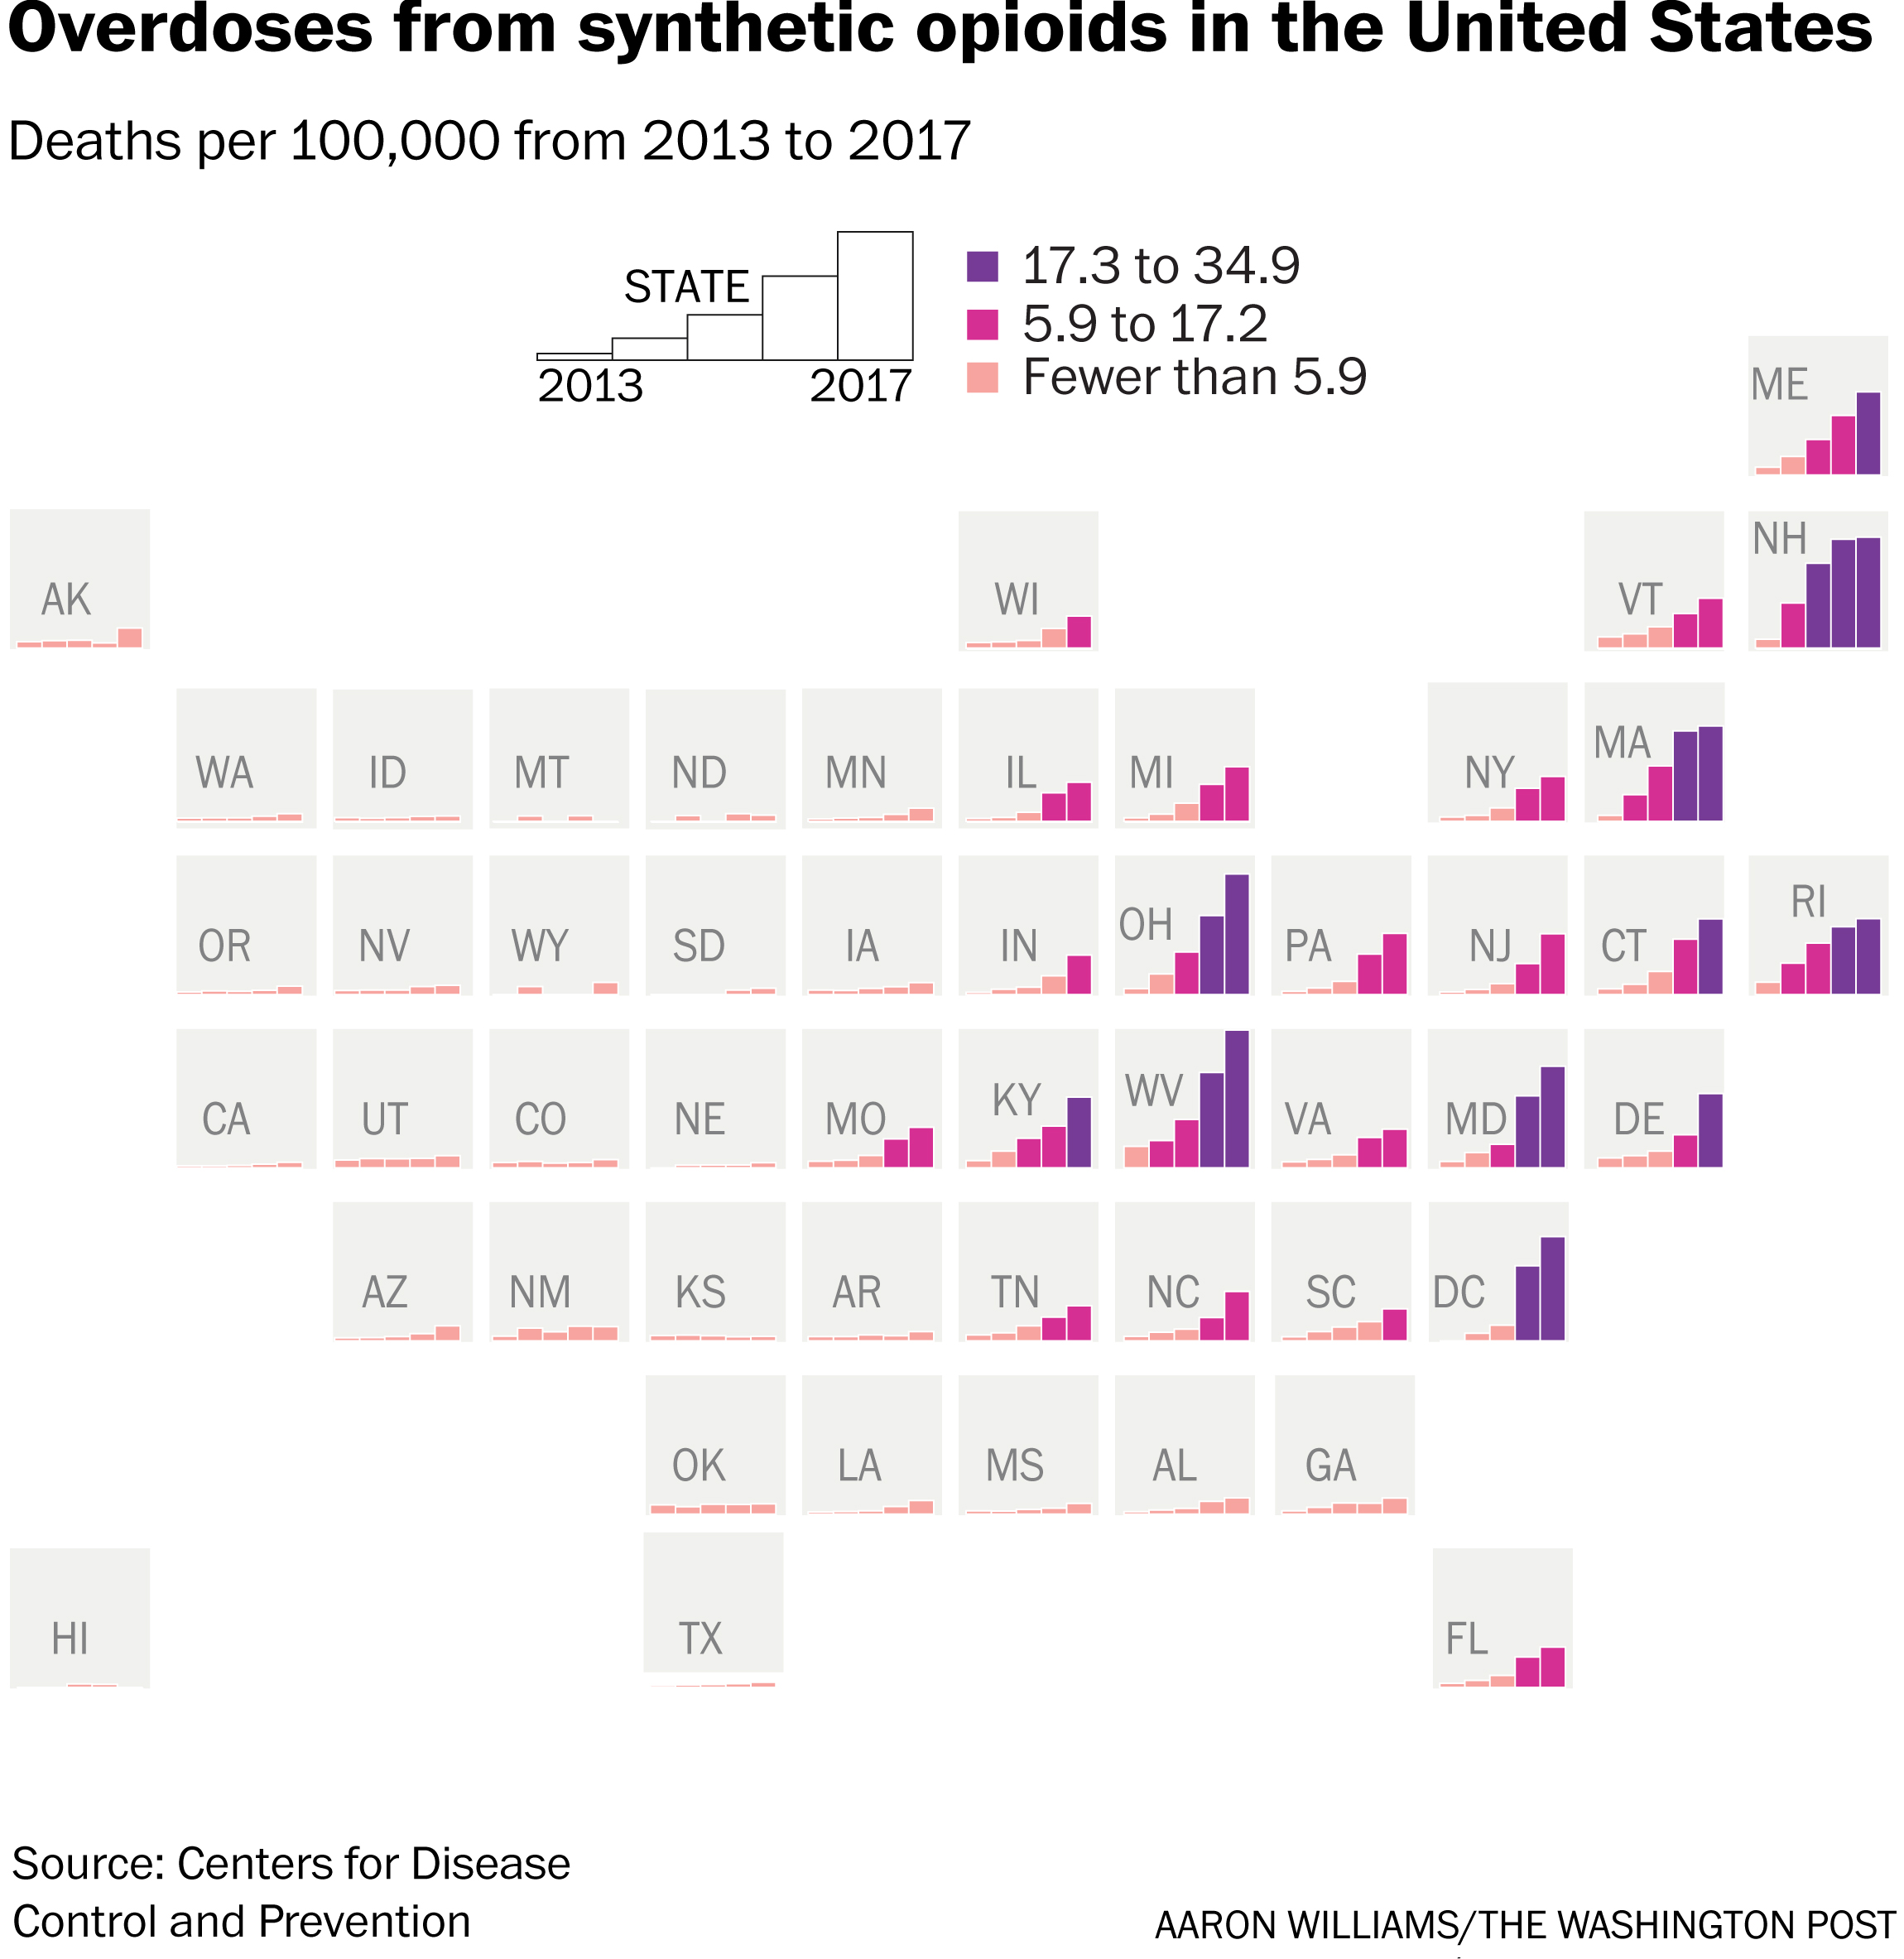 Overdoses from synthetic opioids in the United States
Deaths per 100,000 from 2013 to 2017
STATE
2013 2017
17.3 to 34.9
5.9 to 17.2
Fewer than 5.9
ME
AK WI VT NH
WA ID MT ND MN IL MI NY MA
OR NV WY SD IA IN OH PA NJ CT RI
CA UT CO NE MO KY WV VA MD DE
AZ NM KS AR TN NC SC DC
OK LA MS AL GA
HI TX FL
Source: Centers for Disease
Control and Prevention
AARON WILLIAMS/THE WASHINGTON POST